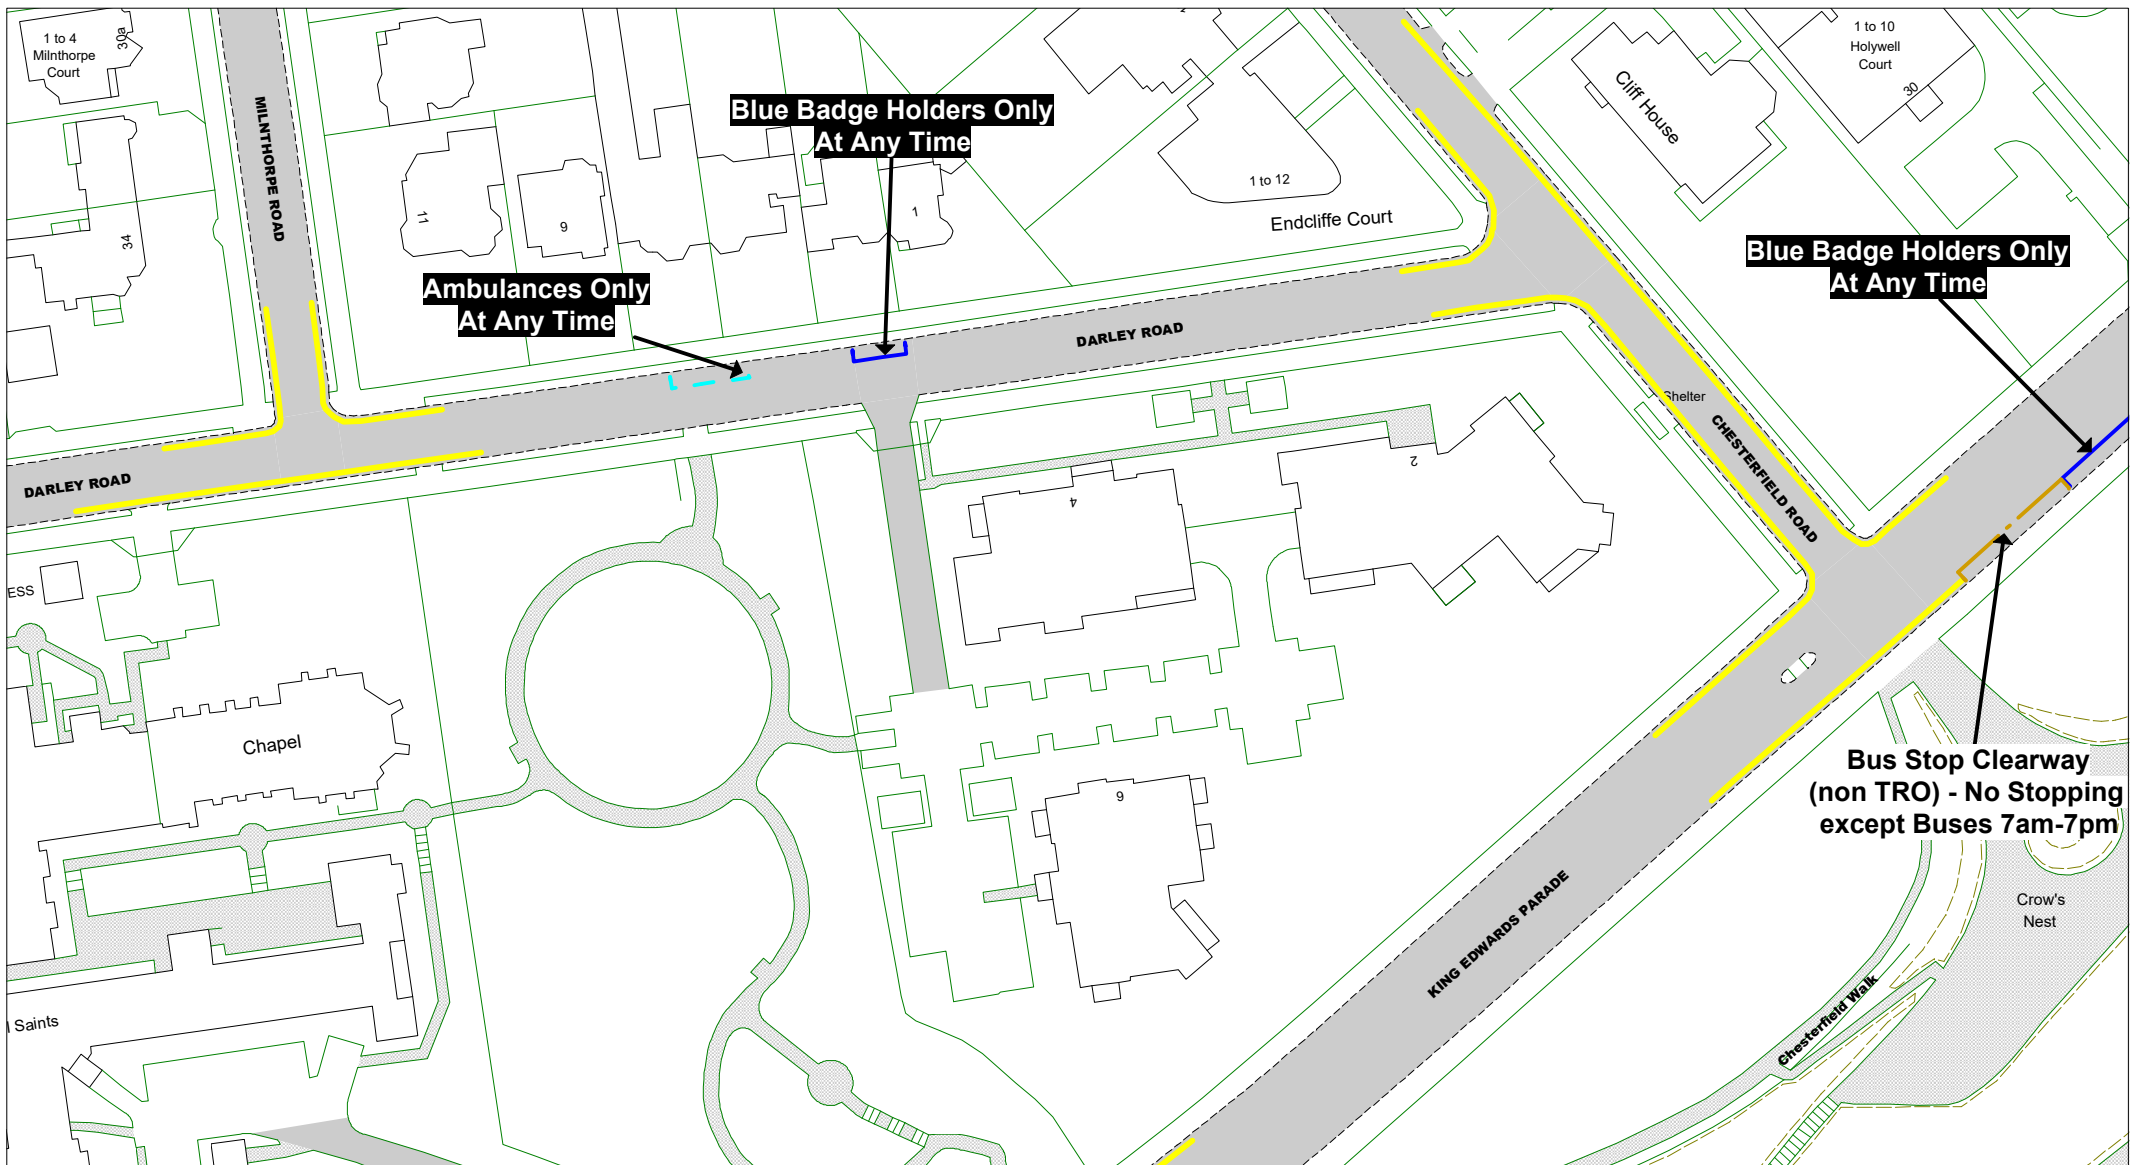 1 to 4
Milnthorpe
Court
30a
MILNTHORPE ROAD
34
11
9
1
Blue Badge Holders Only
At Any Time
Ambulances Only
At Any Time
1 to 12
Endcliffe Court
Cliff House
1 to 10
Holywell
Court
30
Blue Badge Holders Only
At Any Time
DARLEY ROAD
DARLEY ROAD
Shelter
CHESTERFIELD ROAD
2
4
ESS
Chapel
6
Bus Stop Clearway
(non TRO) - No Stopping
except Buses 7am-7pm
KING EDWARDS PARADE
Crow's
Nest
Chesterfield Walk
l Saints